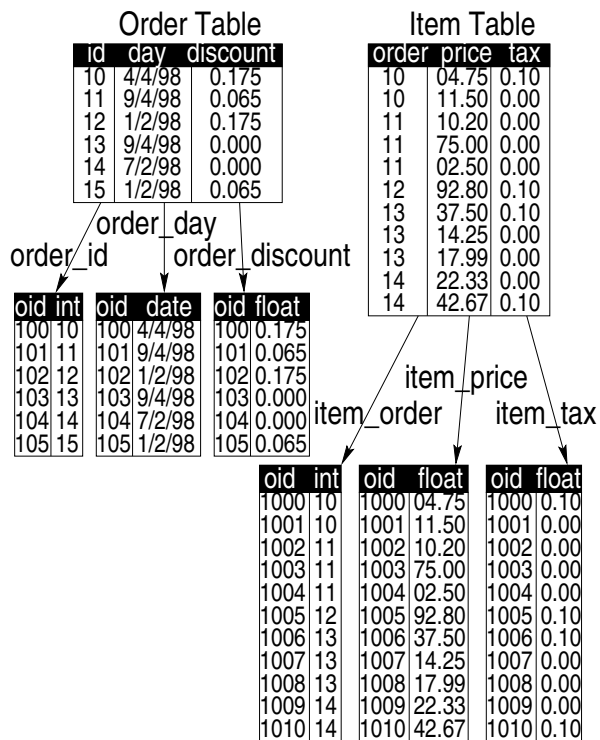 Order Table
id day discount
10 4/4/98 0.175
11 9/4/98 0.065
12 1/2/98 0.175
13 9/4/98 0.000
14 7/2/98 0.000
15 1/2/98 0.065
Item Table
order price tax
10 04.75 0.10
10 11.50 0.00
11 10.20 0.00
11 75.00 0.00
11 02.50 0.00
12 92.80 0.10
13 37.50 0.10
13 14.25 0.00
13 17.99 0.00
14 22.33 0.00
14 42.67 0.10
order_id
order_day
order_discount
oid int
100 10
101 11
102 12
103 13
104 14
105 15
oid date
100 4/4/98
101 9/4/98
102 1/2/98
103 9/4/98
104 7/2/98
105 1/2/98
oid float
100 0.175
101 0.065
102 0.175
103 0.000
104 0.000
105 0.065
item_order
item_price
item_tax
oid int
1000 10
1001 10
1002 11
1003 11
1004 11
1005 12
1006 13
1007 13
1008 13
1009 14
1010 14
oid float
1000 04.75
1001 11.50
1002 10.20
1003 75.00
1004 02.50
1005 92.80
1006 37.50
1007 14.25
1008 17.99
1009 22.33
1010 42.67
oid float
1000 0.10
1001 0.00
1002 0.00
1003 0.00
1004 0.00
1005 0.10
1006 0.10
1007 0.00
1008 0.00
1009 0.00
1010 0.10